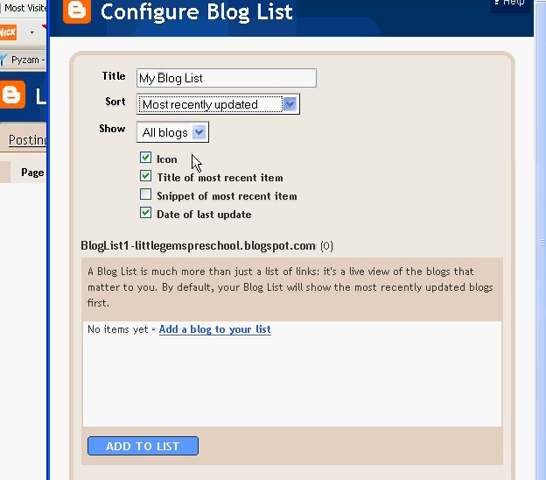 Most Visite
Help
Configure Blog List
Pyzam -
L
Posting
Page
Title My Blog List
Sort Most recently updated
Show All blogs
Icon
Title of most recent item
Snippet of most recent item
Date of last update
BlogList1-littlegemspreschool.blogspot.com (0)
A Blog List is much more than just a list of links: it's a live view of the blogs that
matter to you. By default, your Blog List will show the most recently updated blogs
first.
No items yet - Add a blog to your list
ADD TO LIST